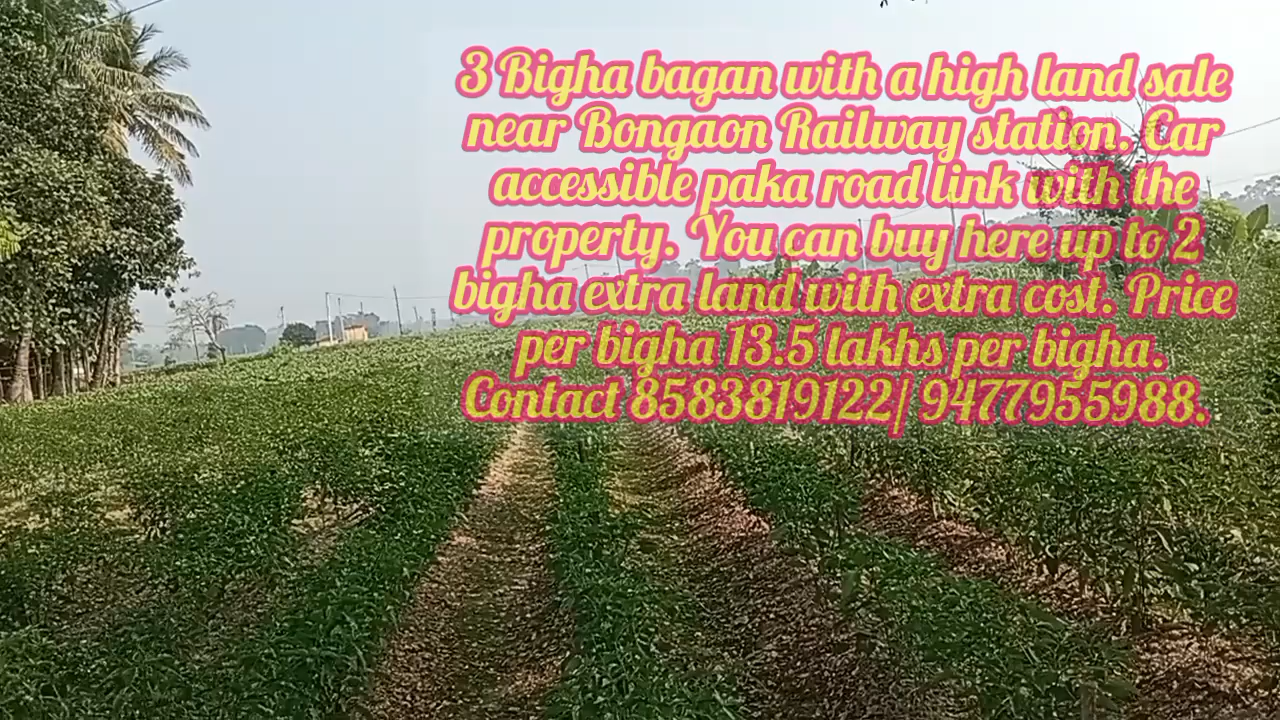 3 Bigha bagan with a high land sale
near Bongaon Railway station. Car
accessible paka road link with the
property. You can buy here up to 2
bigha extra land with extra cost. Price
per bigha 13.5 lakhs per bigha.
Contact 8583819122/ 9477955988.